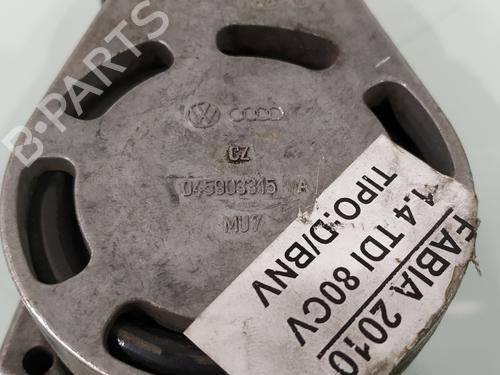 B-PARTS
CZ
045903315 A
MU7
FABIA 2010
1.4 TDI 80CV
TIPO:D/BNV